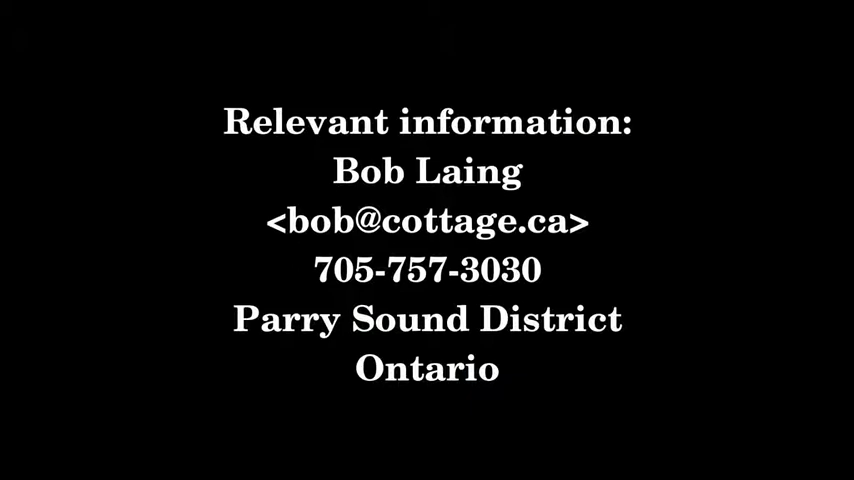 Relevant information:
Bob Laing
<bob@cottage.ca>
705-757-3030
Parry Sound District
Ontario